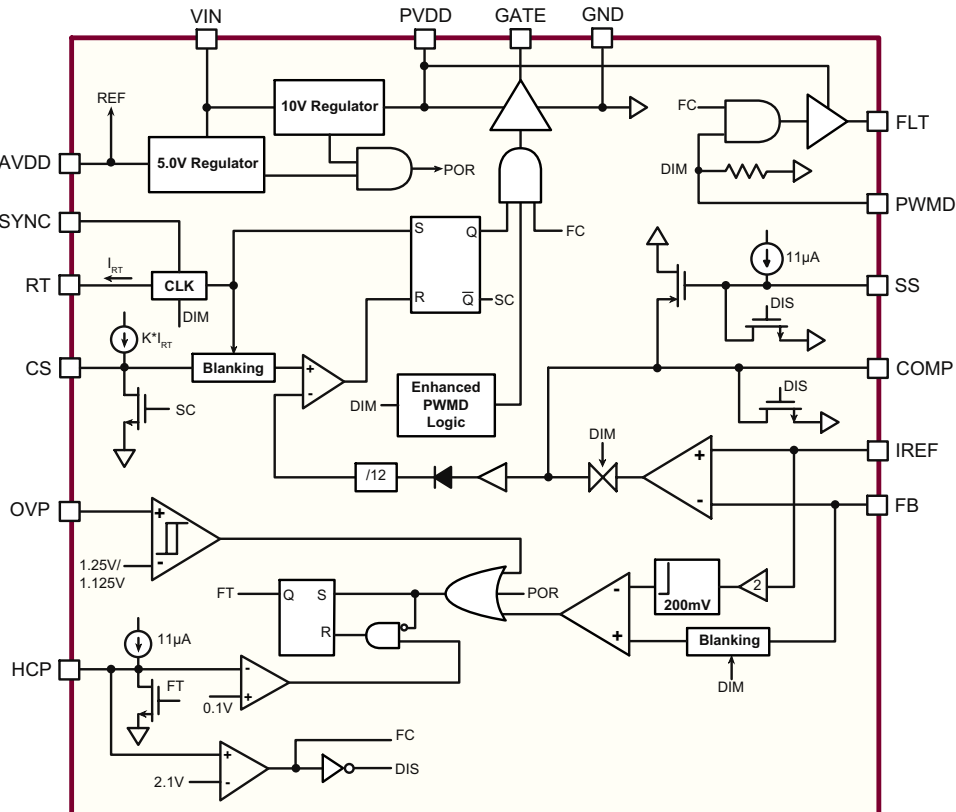 VIN
PVDD
GATE
GND
REF
10V Regulator
FC
FLT
AVDD
5.0V Regulator
POR
DIM
PWMD
SYNC
S
Q
FC
I_RT
RT
CLK
11µA
SS
R
Q̅
SC
DIM
DIS
K*I_RT
CS
Blanking
+
-
COMP
SC
DIM
Enhanced
PWMD
Logic
DIS
DIM
IREF
+
/12
-
FB
OVP
+
1.25V/
1.125V
-
2
200mV
-
FT
Q
S
POR
R
+
Blanking
11µA
DIM
HCP
-
FT
0.1V
+
FC
+
2.1V
-
DIS